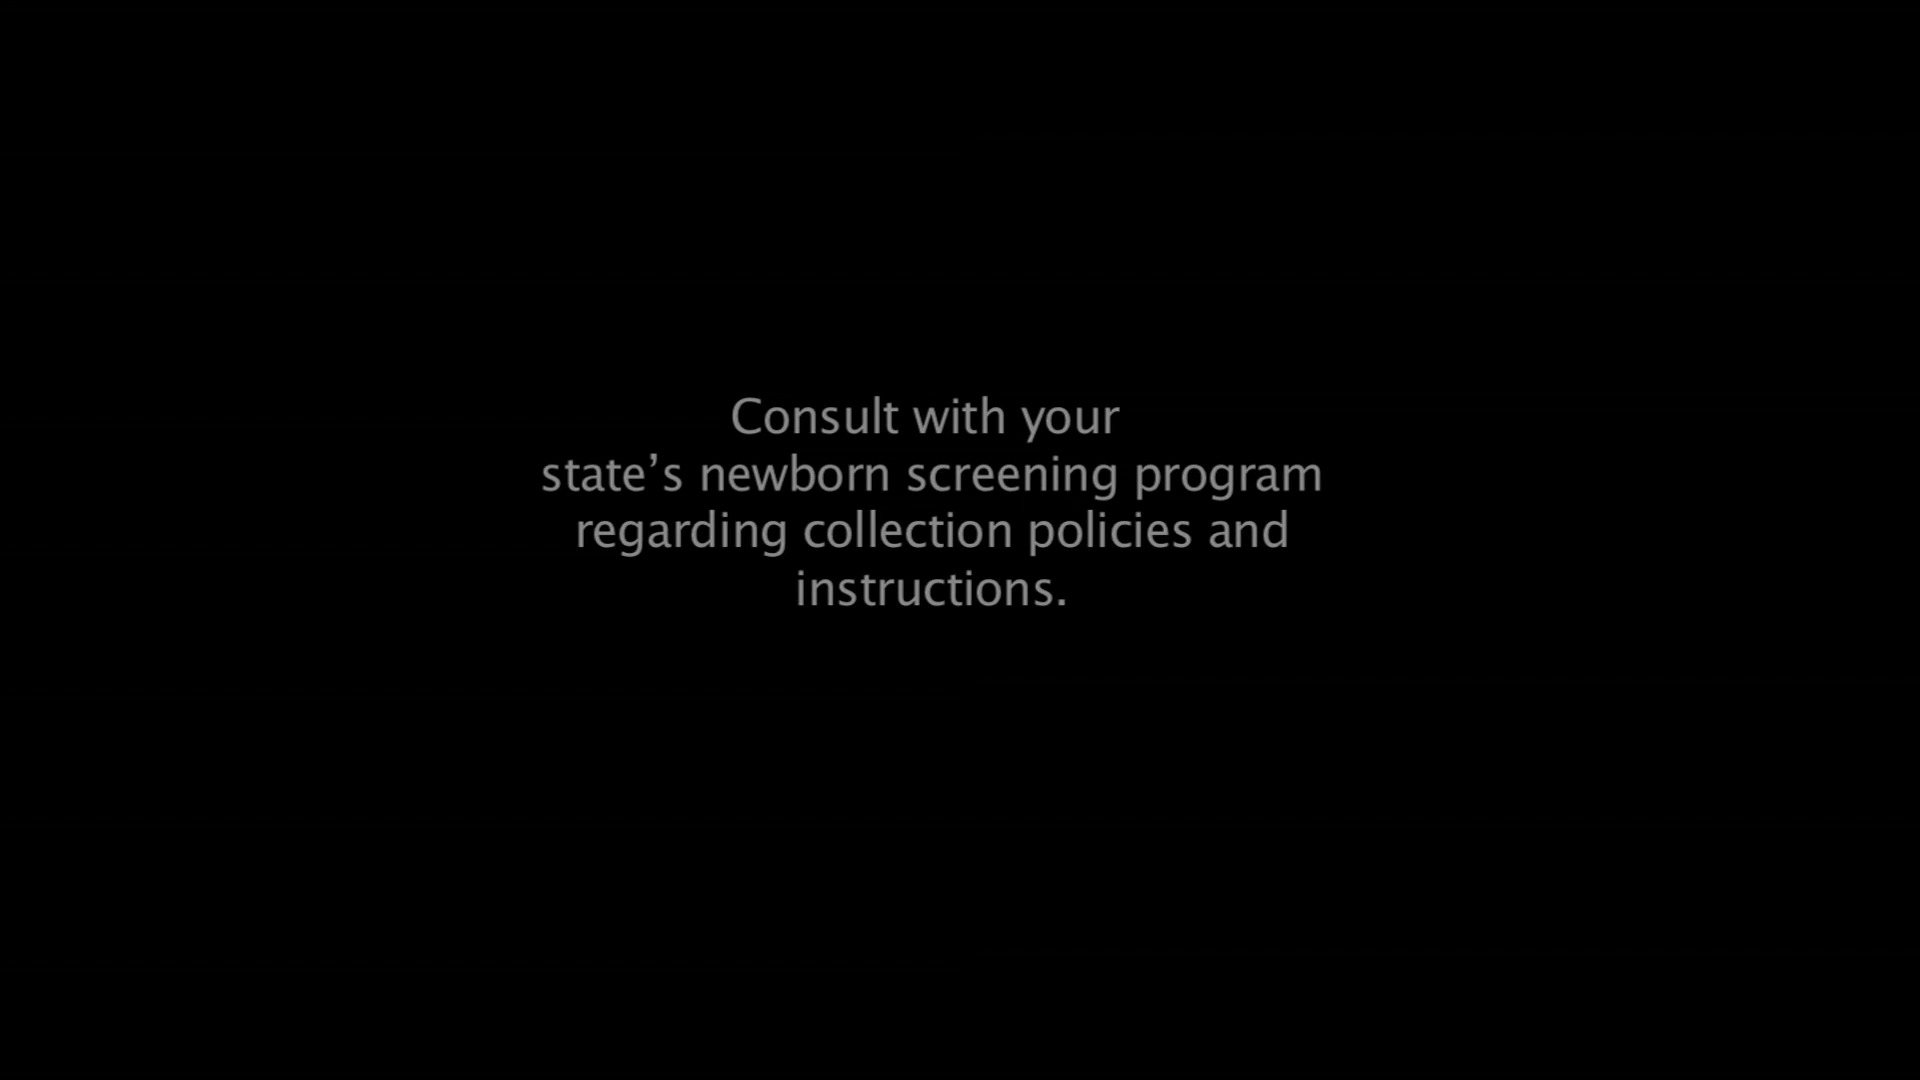 Consult with your
state’s newborn screening program
regarding collection policies and
instructions.